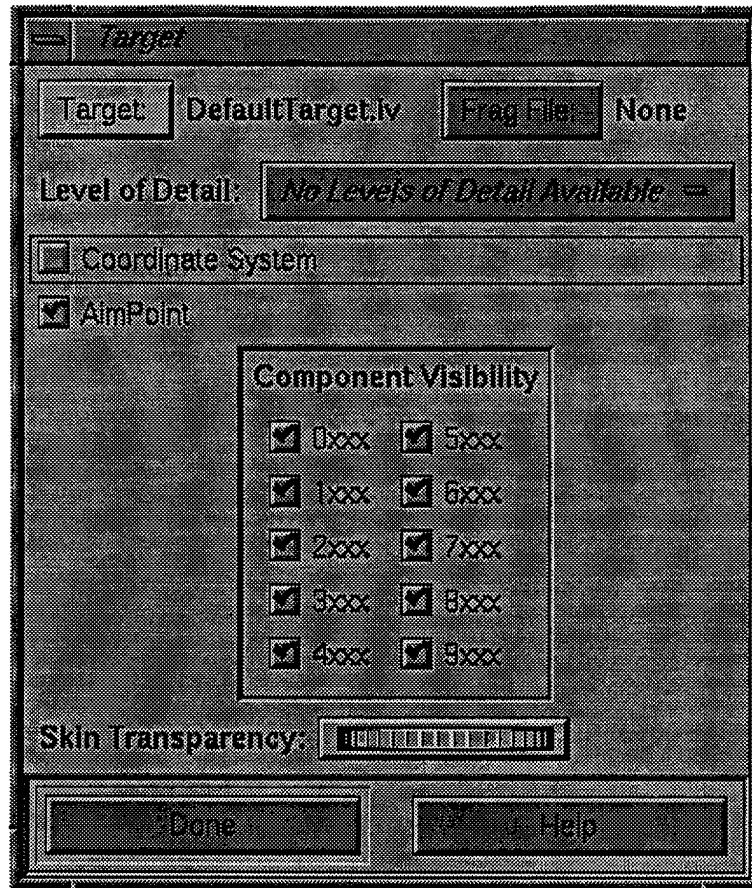 Target
Target: DefaultTarget.iv Frag File: None
Level of Detail: No Levels of Detail Available
Coordinate System
AimPoint
Component Visibility
0xxx 5xxx
1xxx 6xxx
2xxx 7xxx
3xxx 8xxx
4xxx 9xxx
Skin Transparency:
Done Help